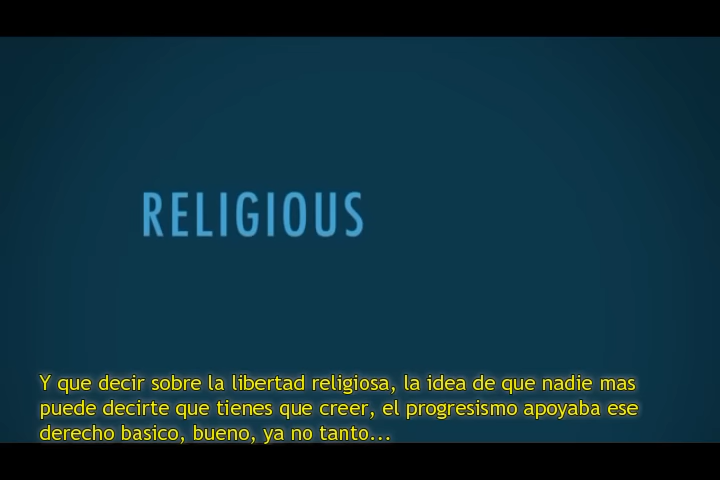 RELIGIOUS
Y que decir sobre la libertad religiosa, la idea de que nadie mas
puede decirte que tienes que creer, el progresismo apoyaba ese
derecho basico, bueno, ya no tanto...